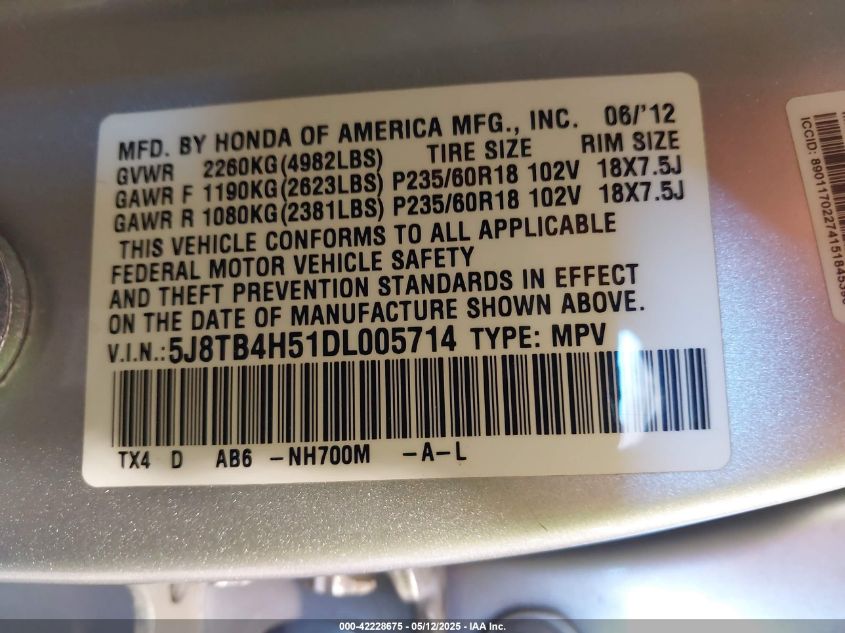 MFD. BY HONDA OF AMERICA MFG., INC. 06/'12
GVWR 2260KG(4982LBS) TIRE SIZE RIM SIZE
GAWR F 1190KG(2623LBS) P235/60R18 102V 18X7.5J
GAWR R 1080KG(2381LBS) P235/60R18 102V 18X7.5J
THIS VEHICLE CONFORMS TO ALL APPLICABLE
FEDERAL MOTOR VEHICLE SAFETY
AND THEFT PREVENTION STANDARDS IN EFFECT
ON THE DATE OF MANUFACTURE SHOWN ABOVE.
V.I.N.: 5J8TB4H51DL005714 TYPE: MPV
TX4 D AB6 -NH700M -A-L
ICCID:
000-42228675 - 05/12/2025 - IAA Inc.